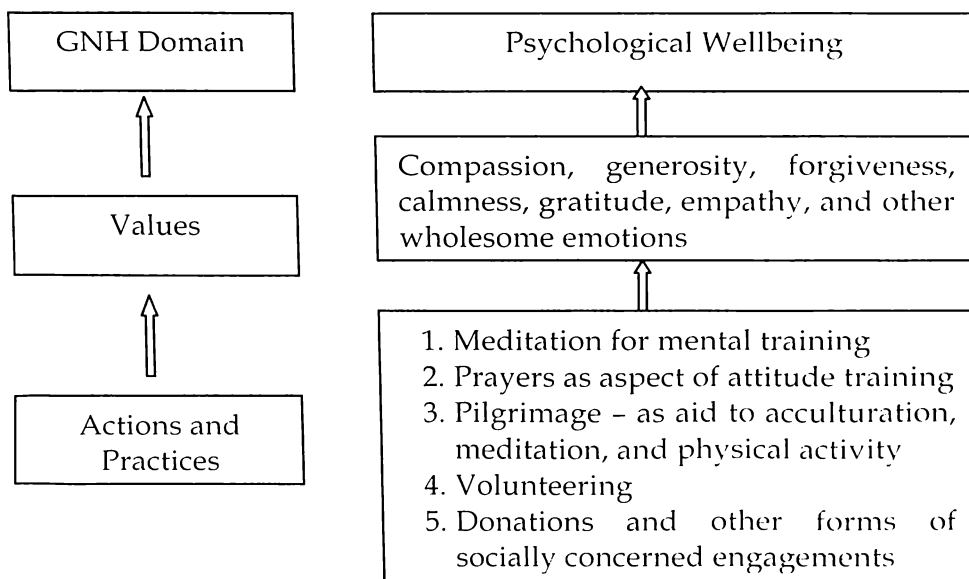 GNH Domain
Psychological Wellbeing
Compassion, generosity, forgiveness,
calmness, gratitude, empathy, and other
wholesome emotions
Values
1. Meditation for mental training
2. Prayers as aspect of attitude training
3. Pilgrimage – as aid to acculturation,
meditation, and physical activity
4. Volunteering
5. Donations and other forms of
socially concerned engagements
Actions and
Practices